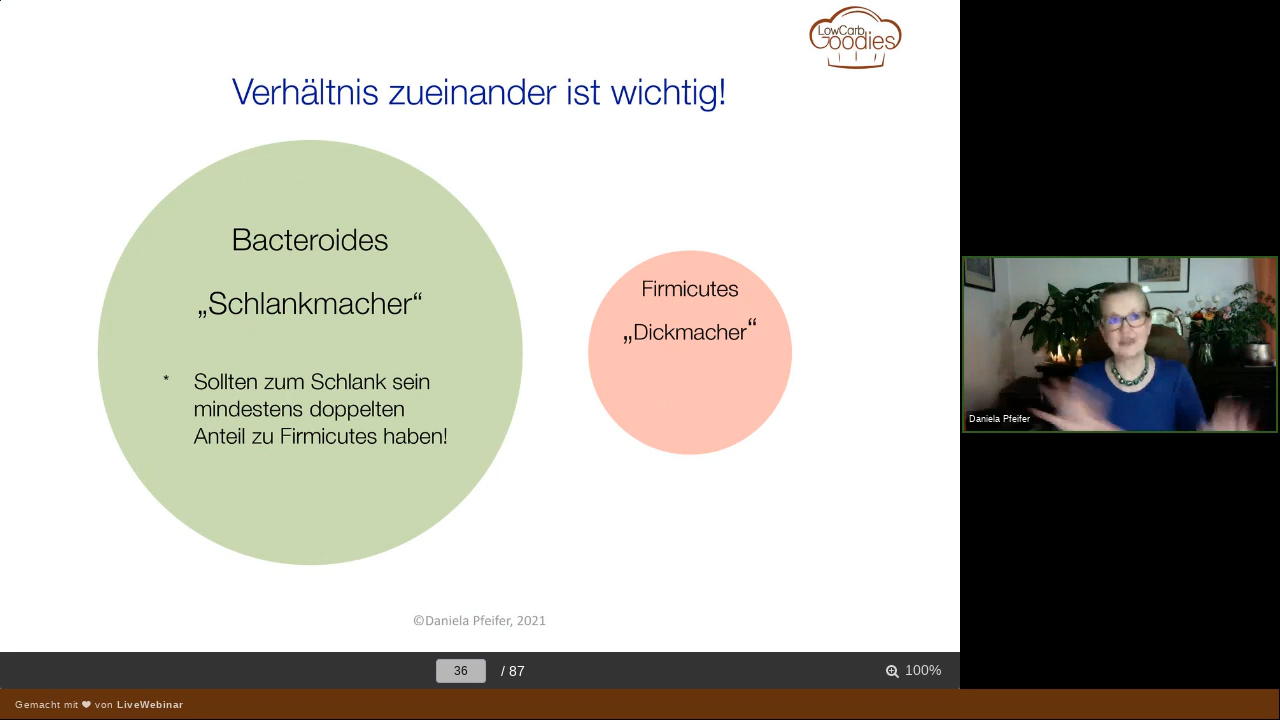 LowCarb
Goodies
Verhältnis zueinander ist wichtig!
Bacteroides
„Schlankmacher“
* Sollten zum Schlank sein
mindestens doppelten
Anteil zu Firmicutes haben!
Firmicutes
„Dickmacher“
Daniela Pfeifer
©Daniela Pfeifer, 2021
36 / 87
100%
Gemacht mit ❤ von LiveWebinar